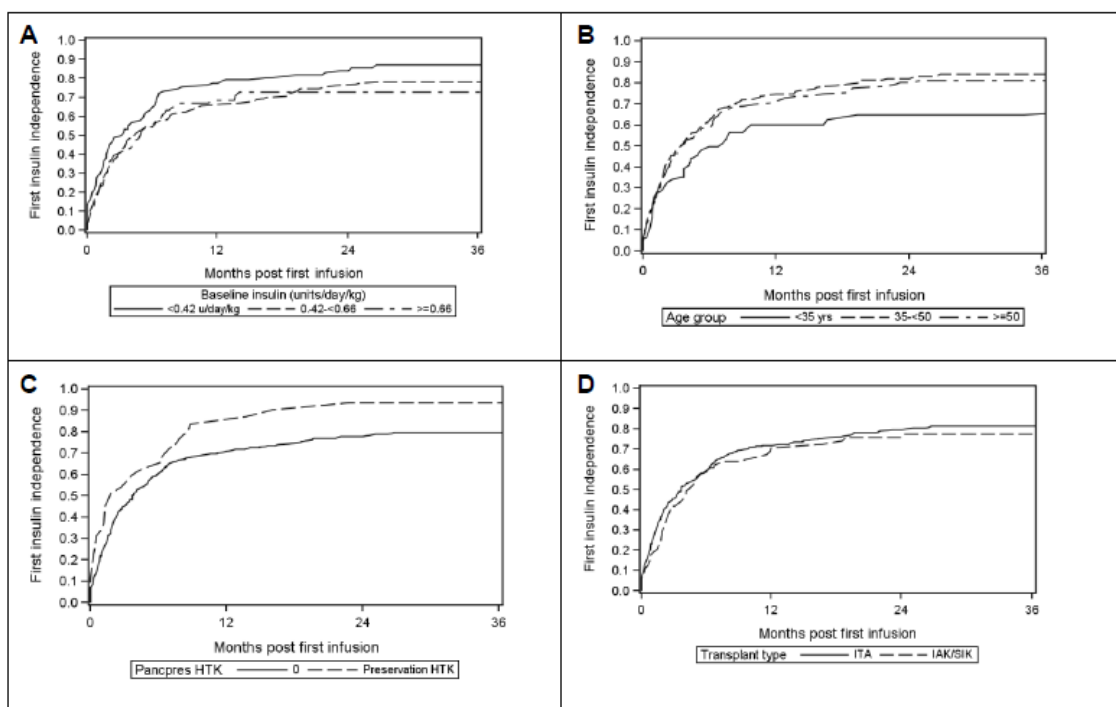 A
First insulin independence
1.0
0.9
0.8
0.7
0.6
0.5
0.4
0.3
0.2
0.1
0.0
0 12 24 36
Months post first infusion
Baseline insulin (units/day/kg)
<0.42 u/day/kg 0.42-<0.66 >=0.66
B
First insulin independence
1.0
0.9
0.8
0.7
0.6
0.5
0.4
0.3
0.2
0.1
0.0
0 12 24 36
Months post first infusion
Age group <35 yrs 35-<50 >=50
C
First insulin independence
1.0
0.9
0.8
0.7
0.6
0.5
0.4
0.3
0.2
0.1
0.0
0 12 24 36
Months post first infusion
Pancpres HTK 0 Preservation HTK
D
First insulin independence
1.0
0.9
0.8
0.7
0.6
0.5
0.4
0.3
0.2
0.1
0.0
0 12 24 36
Months post first infusion
Transplant type ITA IAK/SIK